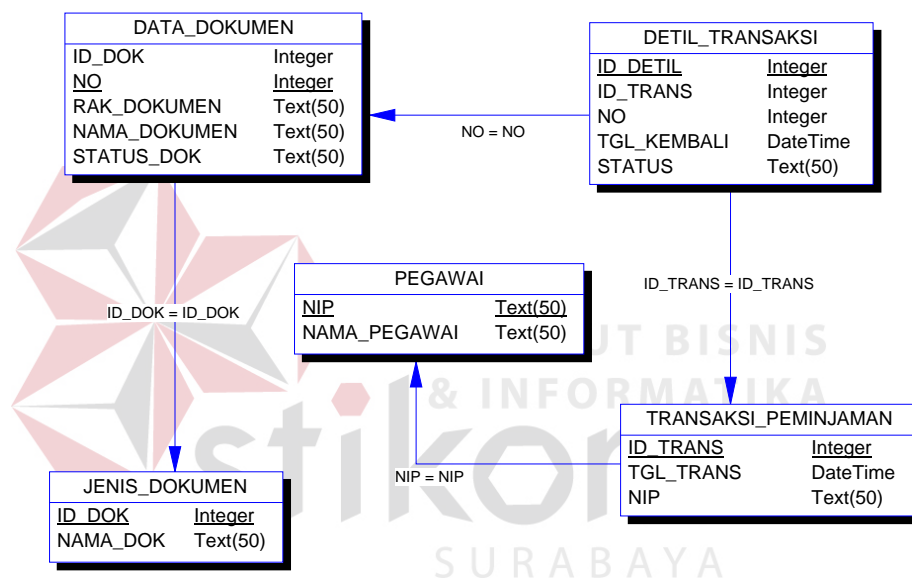 DATA_DOKUMEN
ID_DOK Integer
NO Integer
RAK_DOKUMEN Text(50)
NAMA_DOKUMEN Text(50)
STATUS_DOK Text(50)
DETIL_TRANSAKSI
ID_DETIL Integer
ID_TRANS Integer
NO Integer
TGL_KEMBALI DateTime
STATUS Text(50)
NO = NO
PEGAWAI
NIP Text(50)
NAMA_PEGAWAI Text(50)
ID_TRANS = ID_TRANS
ID_DOK = ID_DOK
UT BISNIS
& INFORMATIKA
TRANSAKSI_PEMINJAMAN
ID_TRANS Integer
TGL_TRANS DateTime
NIP Text(50)
NIP = NIP
JENIS_DOKUMEN
ID_DOK Integer
NAMA_DOK Text(50)
SURABAYA